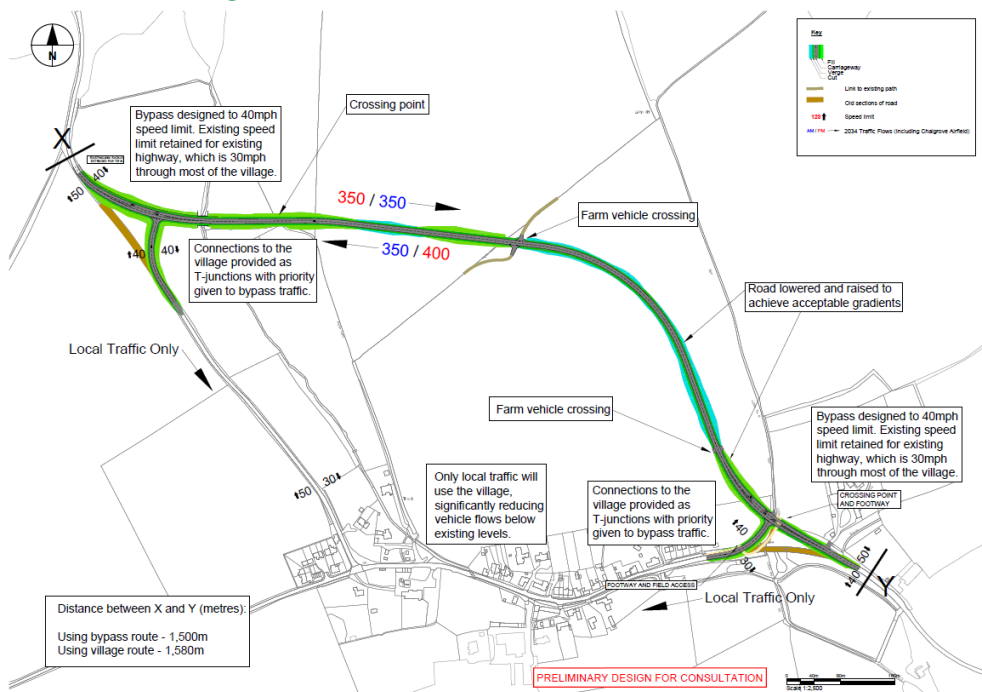 N
Key
Fill
Carriageway
Verge
Cut
Link to existing path
Old sections of road
Speed limit
AM / PM
2034 Traffic Flows (including Chalgrove Airfield)
Bypass designed to 40mph
speed limit. Existing speed
limit retained for existing
highway, which is 30mph
through most of the village.
Crossing point
X
50
40
350 / 350
350 / 400
Farm vehicle crossing
Connections to the
village provided as
T-junctions with priority
given to bypass traffic.
40
40
Road lowered and raised to
achieve acceptable gradients
Local Traffic Only
Farm vehicle crossing
Bypass designed to 40mph
speed limit. Existing speed
limit retained for existing
highway, which is 30mph
through most of the village.
50
30
Only local traffic will
use the village,
significantly reducing
vehicle flows below
existing levels.
Connections to the
village provided as
T-junctions with priority
given to bypass traffic.
CROSSING POINT
AND FOOTWAY
40
30
50
40
Y
FOOTWAY AND FIELD ACCESS
Local Traffic Only
Distance between X and Y (metres):
Using bypass route - 1,500m
Using village route - 1,580m
PRELIMINARY DESIGN FOR CONSULTATION
Scale 1:2,500